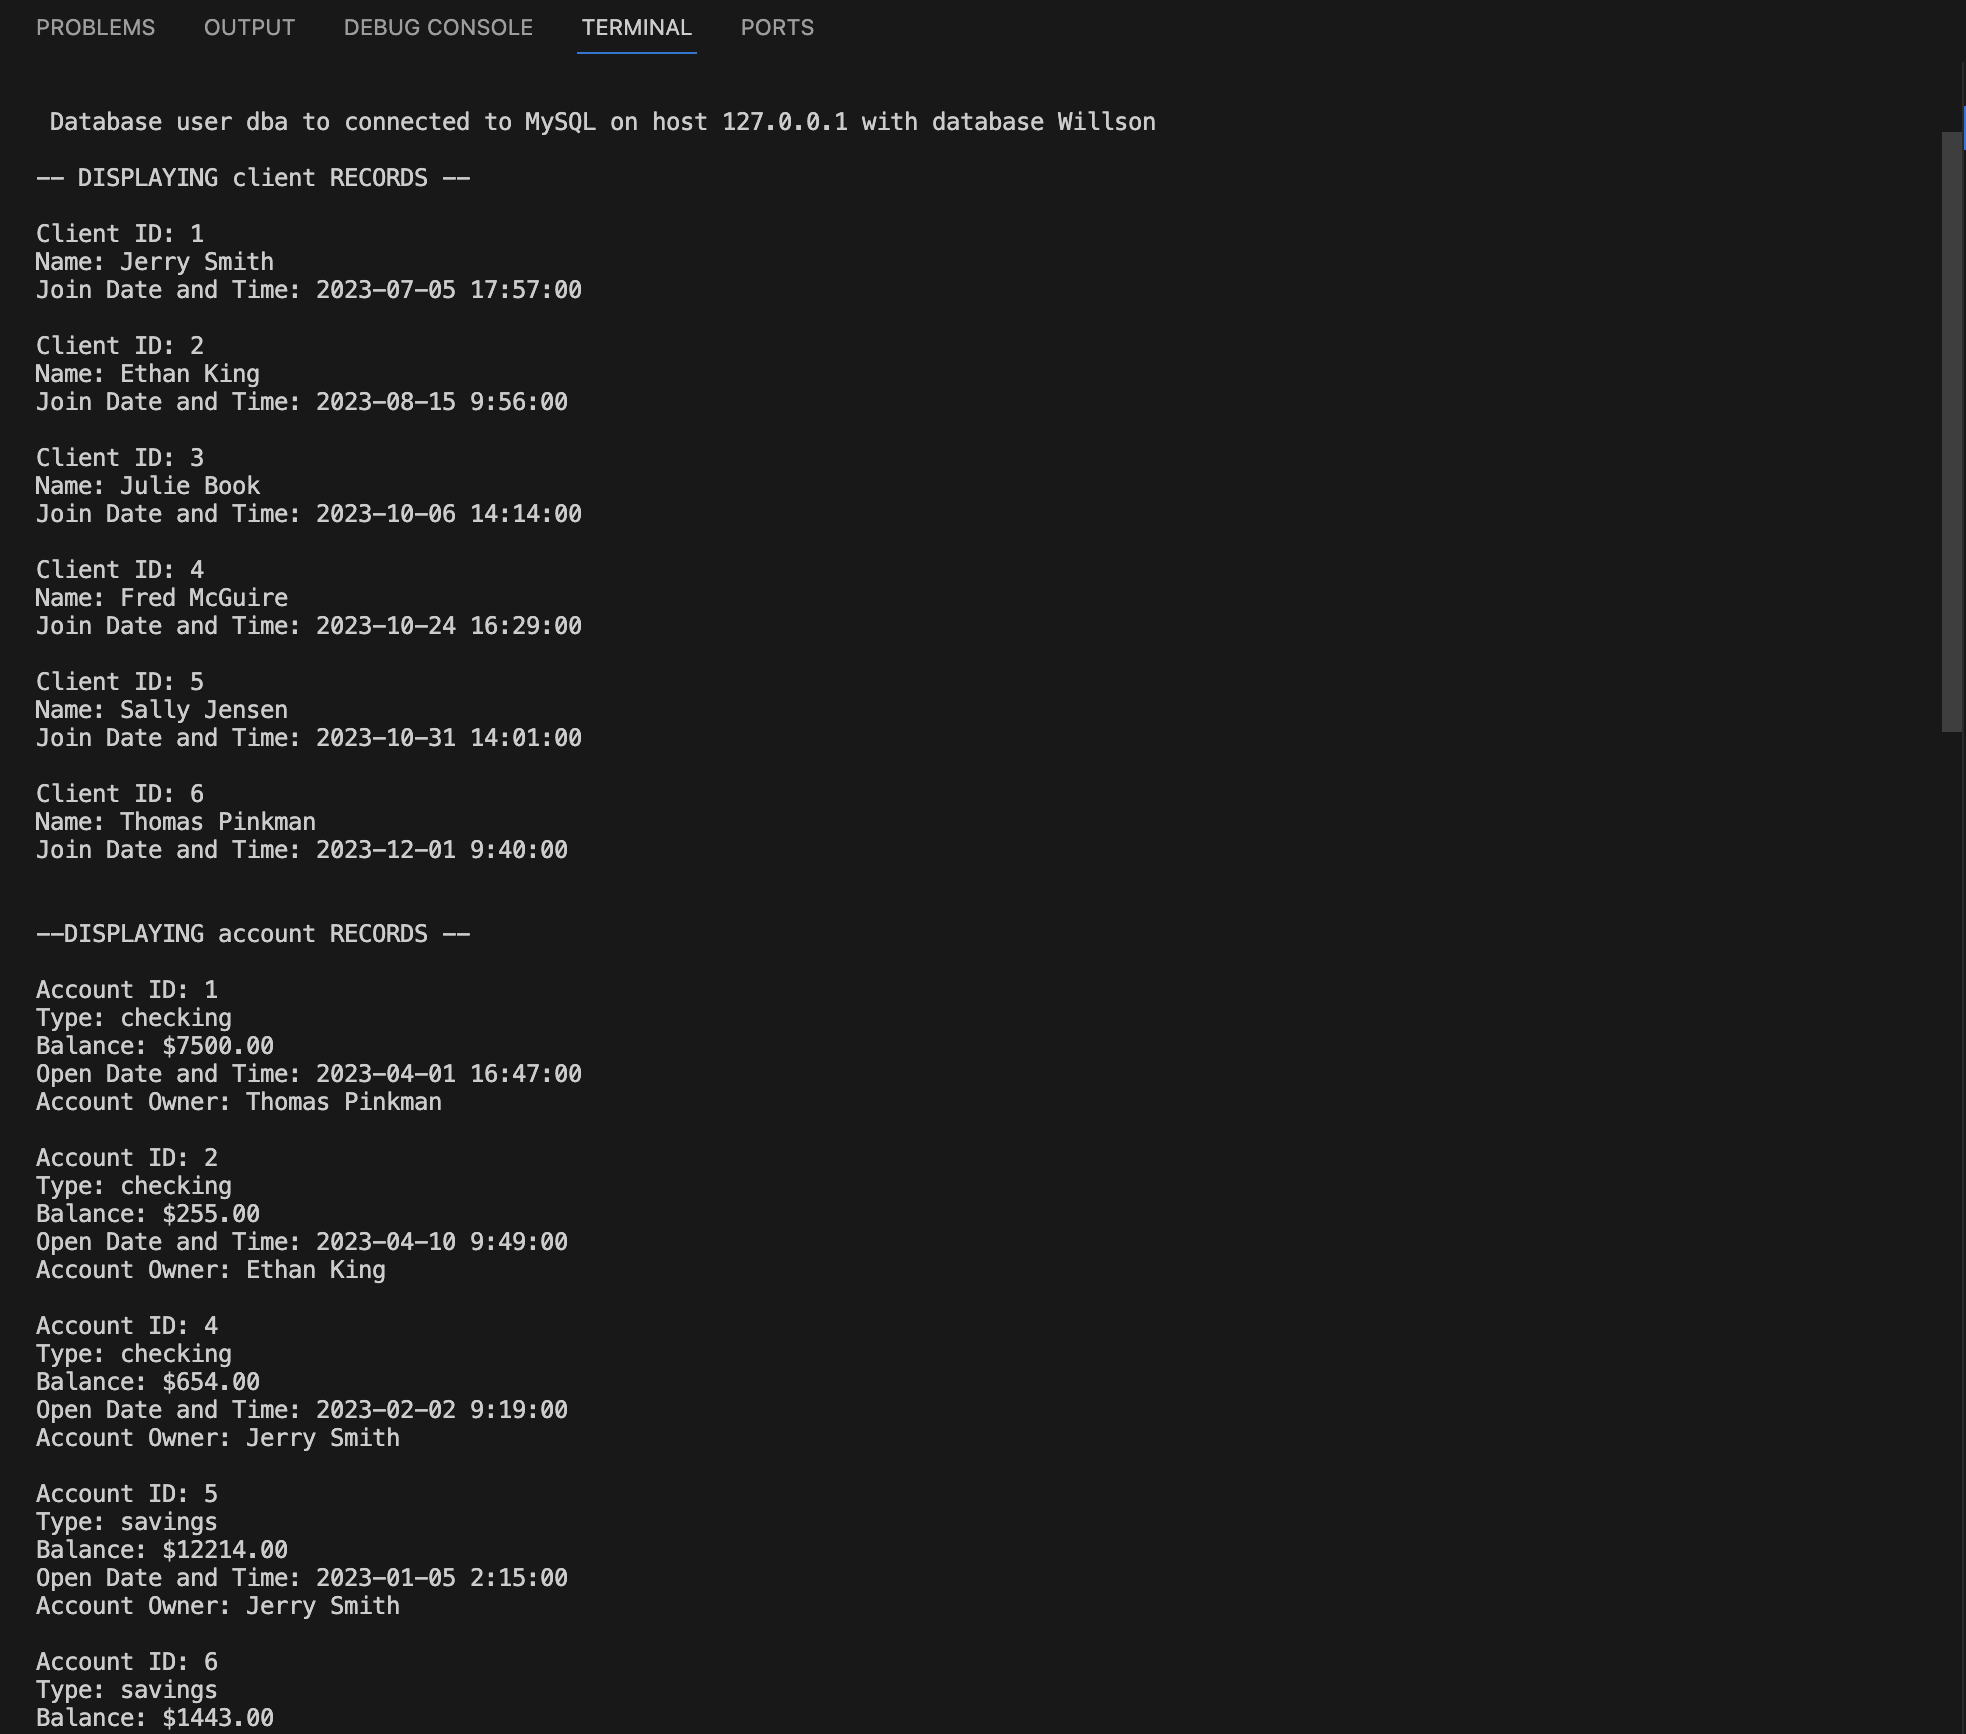 PROBLEMS OUTPUT DEBUG CONSOLE TERMINAL PORTS
Database user dba to connected to MySQL on host 127.0.0.1 with database Willson
-- DISPLAYING client RECORDS --
Client ID: 1
Name: Jerry Smith
Join Date and Time: 2023-07-05 17:57:00
Client ID: 2
Name: Ethan King
Join Date and Time: 2023-08-15 9:56:00
Client ID: 3
Name: Julie Book
Join Date and Time: 2023-10-06 14:14:00
Client ID: 4
Name: Fred McGuire
Join Date and Time: 2023-10-24 16:29:00
Client ID: 5
Name: Sally Jensen
Join Date and Time: 2023-10-31 14:01:00
Client ID: 6
Name: Thomas Pinkman
Join Date and Time: 2023-12-01 9:40:00
--DISPLAYING account RECORDS --
Account ID: 1
Type: checking
Balance: $7500.00
Open Date and Time: 2023-04-01 16:47:00
Account Owner: Thomas Pinkman
Account ID: 2
Type: checking
Balance: $255.00
Open Date and Time: 2023-04-10 9:49:00
Account Owner: Ethan King
Account ID: 4
Type: checking
Balance: $654.00
Open Date and Time: 2023-02-02 9:19:00
Account Owner: Jerry Smith
Account ID: 5
Type: savings
Balance: $12214.00
Open Date and Time: 2023-01-05 2:15:00
Account Owner: Jerry Smith
Account ID: 6
Type: savings
Balance: $1443.00